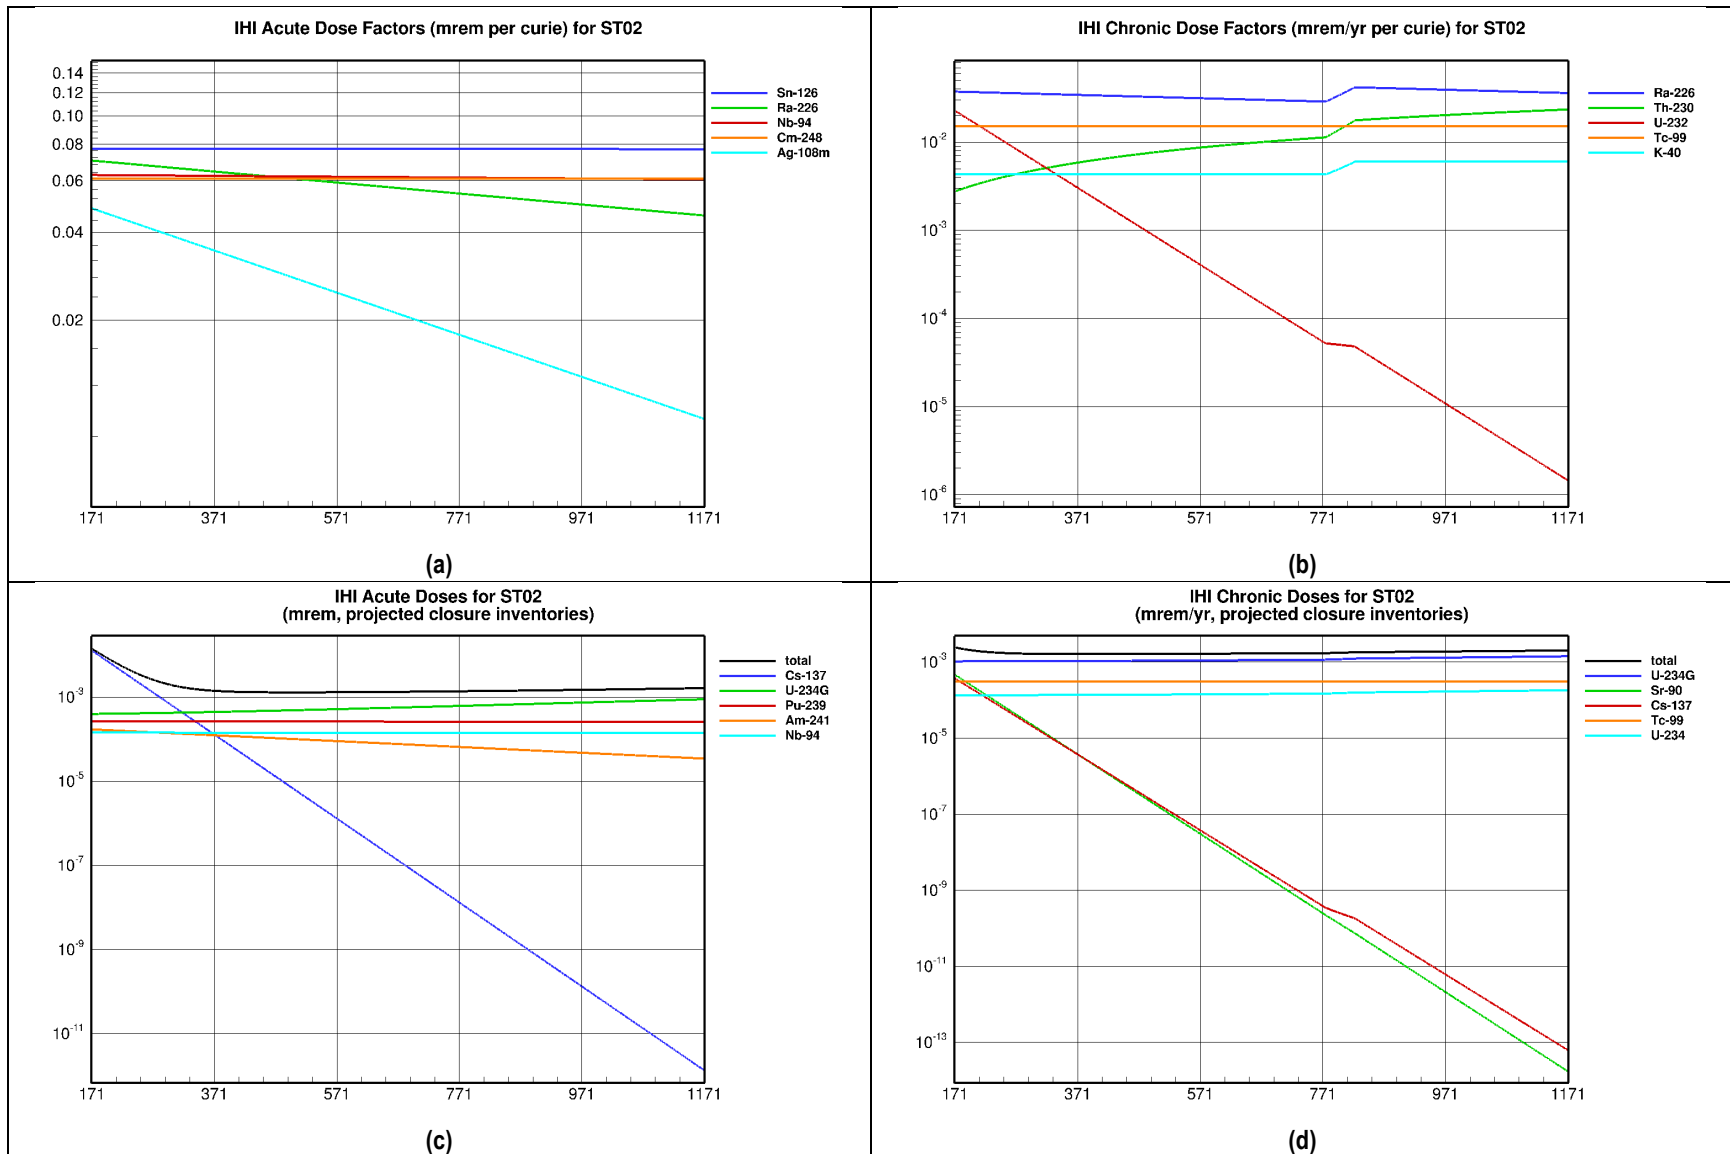 IHI Acute Dose Factors (mrem per curie) for ST02
0.14
0.12
0.10
0.08
0.06
0.04
0.02
171 371 571 771 971 1171
Sn-126
Ra-226
Nb-94
Cm-248
Ag-108m
(a)
IHI Chronic Dose Factors (mrem/yr per curie) for ST02
10-2
10-3
10-4
10-5
10-6
171 371 571 771 971 1171
Ra-226
Th-230
U-232
Tc-99
K-40
(b)
IHI Acute Doses for ST02
(mrem, projected closure inventories)
10-3
10-5
10-7
10-9
10-11
171 371 571 771 971 1171
total
Cs-137
U-234G
Pu-239
Am-241
Nb-94
(c)
IHI Chronic Doses for ST02
(mrem/yr, projected closure inventories)
10-3
10-5
10-7
10-9
10-11
10-13
171 371 571 771 971 1171
total
U-234G
Sr-90
Cs-137
Tc-99
U-234
(d)